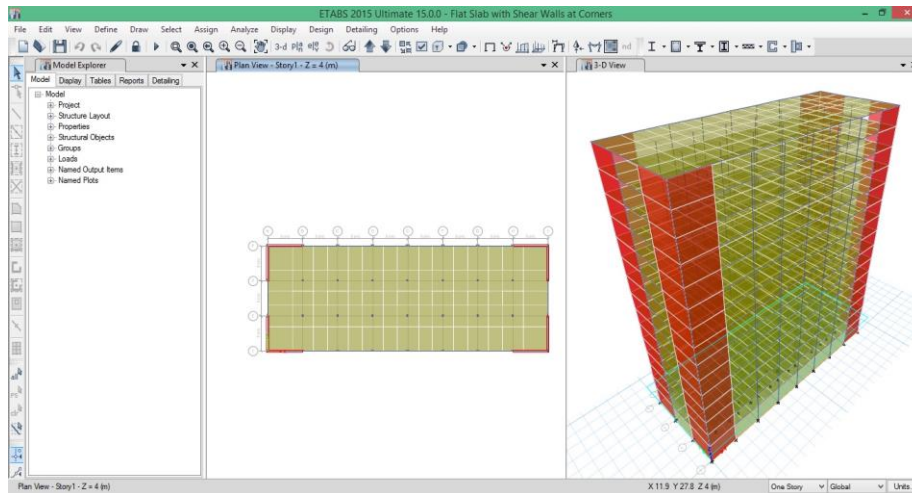 ETABS 2015 Ultimate 15.0.0 - Flat Slab with Shear Walls at Corners
File Edit View Define Draw Select Assign Analyze Display Design Detailing Options Help
3-d
nd
Model Explorer
Model Display Tables Reports Detailing
Model
Project
Structure Layout
Properties
Structural Objects
Groups
Loads
Named Output Items
Named Plots
Plan View - Story1 - Z = 4 (m)
3-D View
all
Plan View - Story1 - Z = 4 (m)
X 11.9 Y 27.8 Z 4 (m)
One Story
Global
Units..